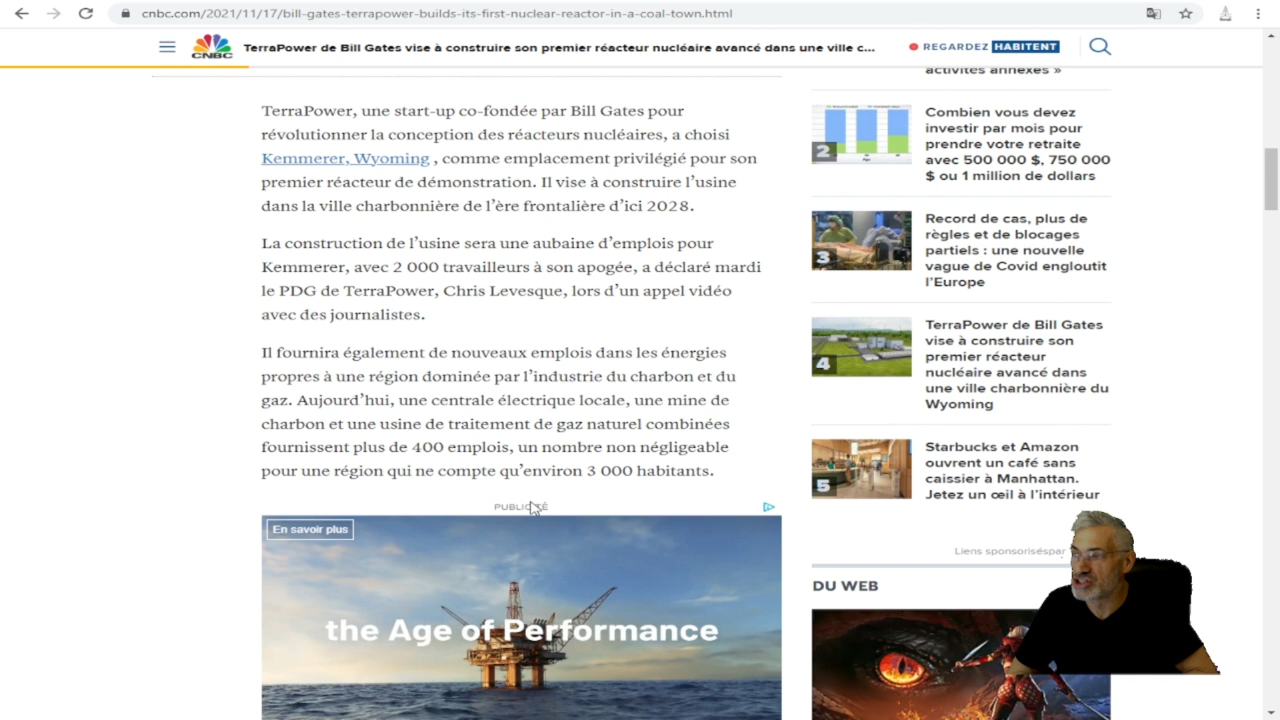 cnbc.com/2021/11/17/bill-gates-terrapower-builds-its-first-nuclear-reactor-in-a-coal-town.html
CNBC
TerraPower de Bill Gates vise à construire son premier réacteur nucléaire avancé dans une ville c...
REGARDEZ HABITENT
TerraPower, une start-up co-fondée par Bill Gates pour
révolutionner la conception des réacteurs nucléaires, a choisi
Kemmerer, Wyoming , comme emplacement privilégié pour son
premier réacteur de démonstration. Il vise à construire l'usine
dans la ville charbonnière de l'ère frontalière d'ici 2028.
La construction de l'usine sera une aubaine d'emplois pour
Kemmerer, avec 2 000 travailleurs à son apogée, a déclaré mardi
le PDG de TerraPower, Chris Levesque, lors d'un appel vidéo
avec des journalistes.
Il fournira également de nouveaux emplois dans les énergies
propres à une région dominée par l'industrie du charbon et du
gaz. Aujourd'hui, une centrale électrique locale, une mine de
charbon et une usine de traitement de gaz naturel combinées
fournissent plus de 400 emplois, un nombre non négligeable
pour une région qui ne compte qu'environ 3 000 habitants.
PUBLICITÉ
En savoir plus
the Age of Performance
activités annexes »
2
Combien vous devez
investir par mois pour
prendre votre retraite
avec 500 000 $, 750 000
$ ou 1 million de dollars
3
Record de cas, plus de
règles et de blocages
partiels : une nouvelle
vague de Covid engloutit
l'Europe
4
TerraPower de Bill Gates
vise à construire son
premier réacteur
nucléaire avancé dans
une ville charbonnière du
Wyoming
5
Starbucks et Amazon
ouvrent un café sans
caissier à Manhattan.
Jetez un œil à l'intérieur
Liens sponsoriséspar
DU WEB